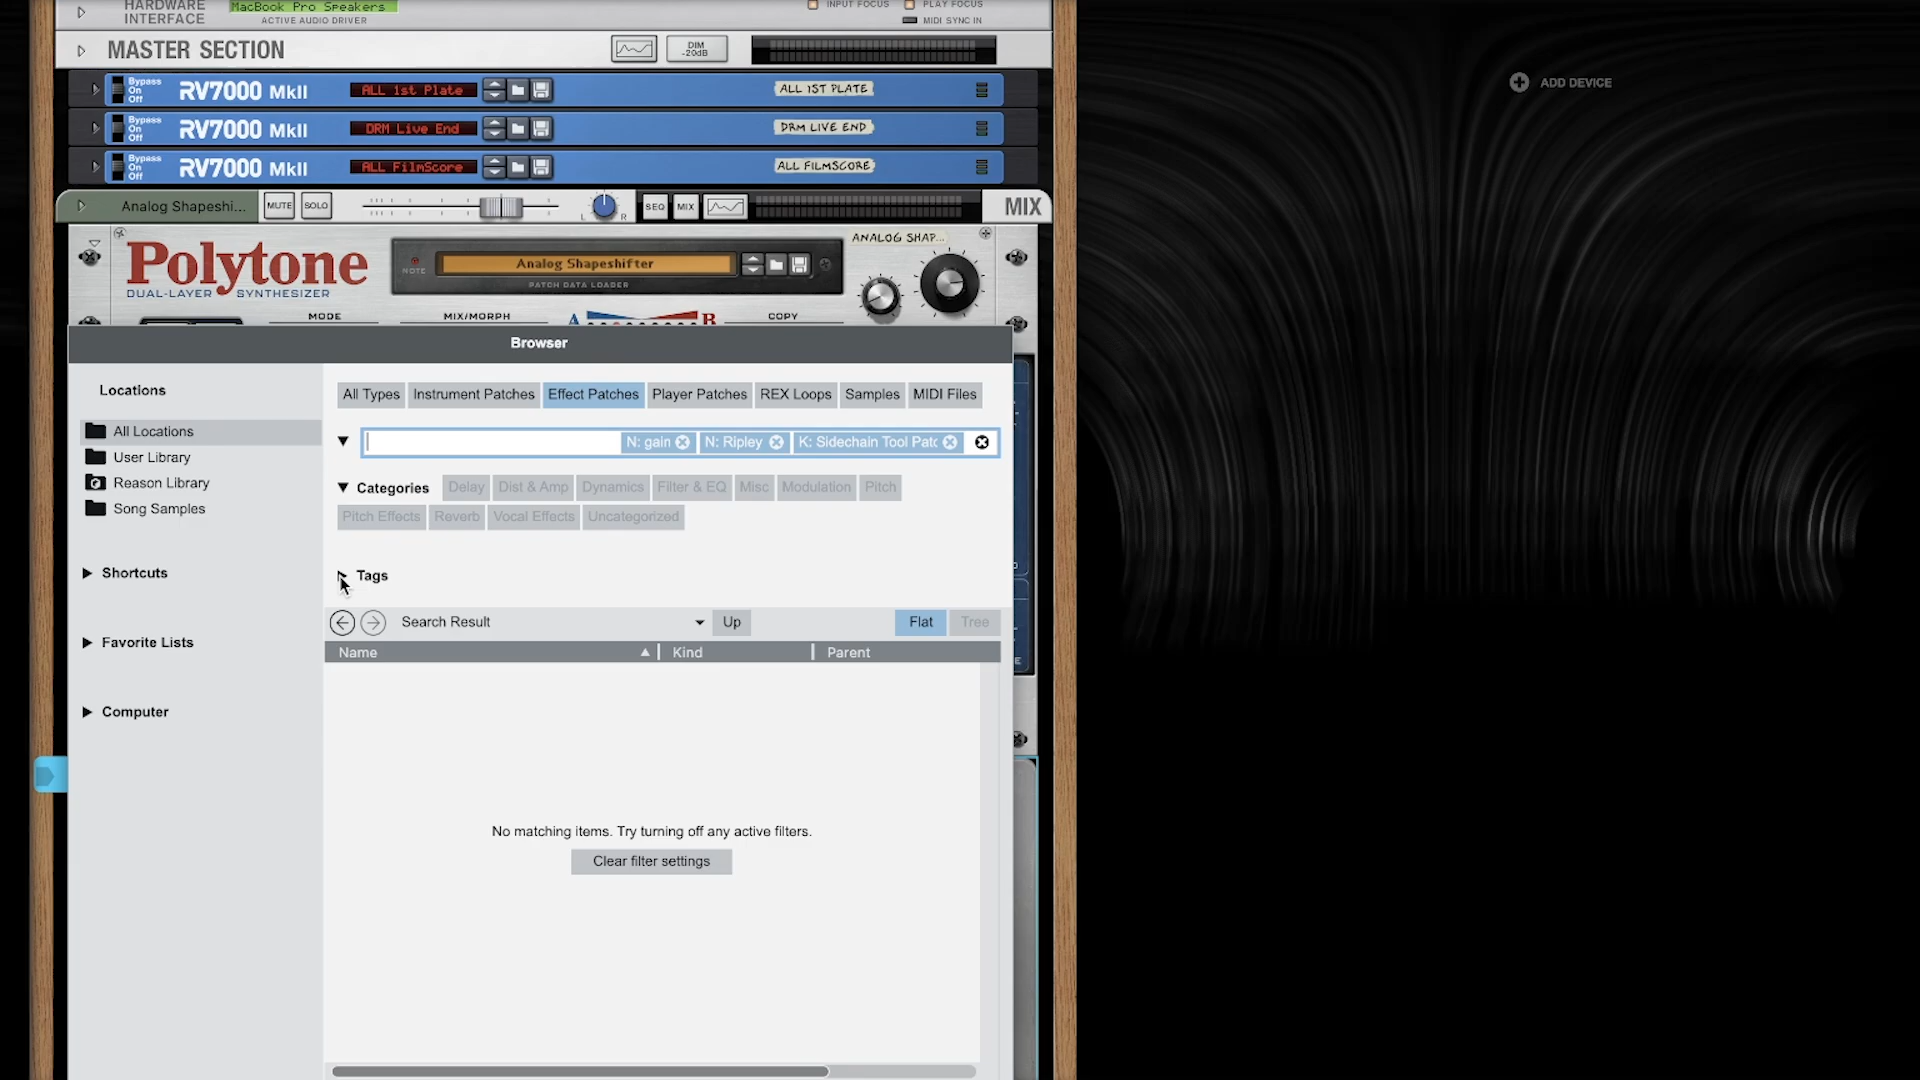 HARDWARE
INTERFACE
MacBook Pro Speakers
ACTIVE AUDIO DRIVER
INPUT FOCUS
PLAY FOCUS
MIDI SYNC IN
MASTER SECTION
DIM
-20dB
Bypass
On
Off
RV7000 MkII
ALL 1st Plate
ALL 1ST PLATE
Bypass
On
Off
RV7000 MkII
DRM Live End
DRM LIVE END
Bypass
On
Off
RV7000 MkII
ALL FilmScore
ALL FILMSCORE
Analog Shapeshi...
MUTE
SOLO
L
R
SEQ
MIX
MIX
Polytone
DUAL-LAYER SYNTHESIZER
NOTE
Analog Shapeshifter
PATCH DATA LOADER
ANALOG SHAP...
MODE
MIX/MORPH
A
B
COPY
Browser
Locations
All Locations
User Library
Reason Library
Song Samples
Shortcuts
Favorite Lists
Computer
All Types
Instrument Patches
Effect Patches
Player Patches
REX Loops
Samples
MIDI Files
N: gain
N: Ripley
K: Sidechain Tool Patc
Categories
Delay
Dist & Amp
Dynamics
Filter & EQ
Misc
Modulation
Pitch
Pitch Effects
Reverb
Vocal Effects
Uncategorized
Tags
Search Result
Up
Flat
Tree
Name
Kind
Parent
No matching items. Try turning off any active filters.
Clear filter settings
ADD DEVICE